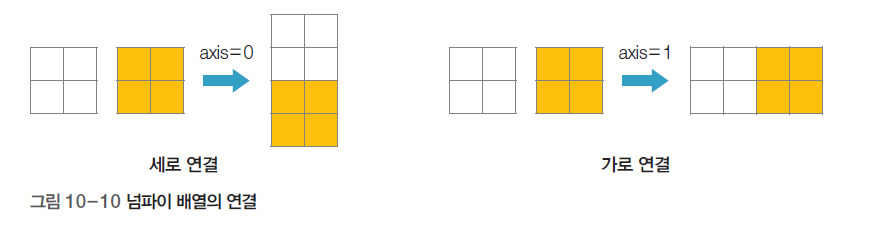 axis=0
axis=1
세로 연결
가로 연결
그림 10-10 넘파이 배열의 연결